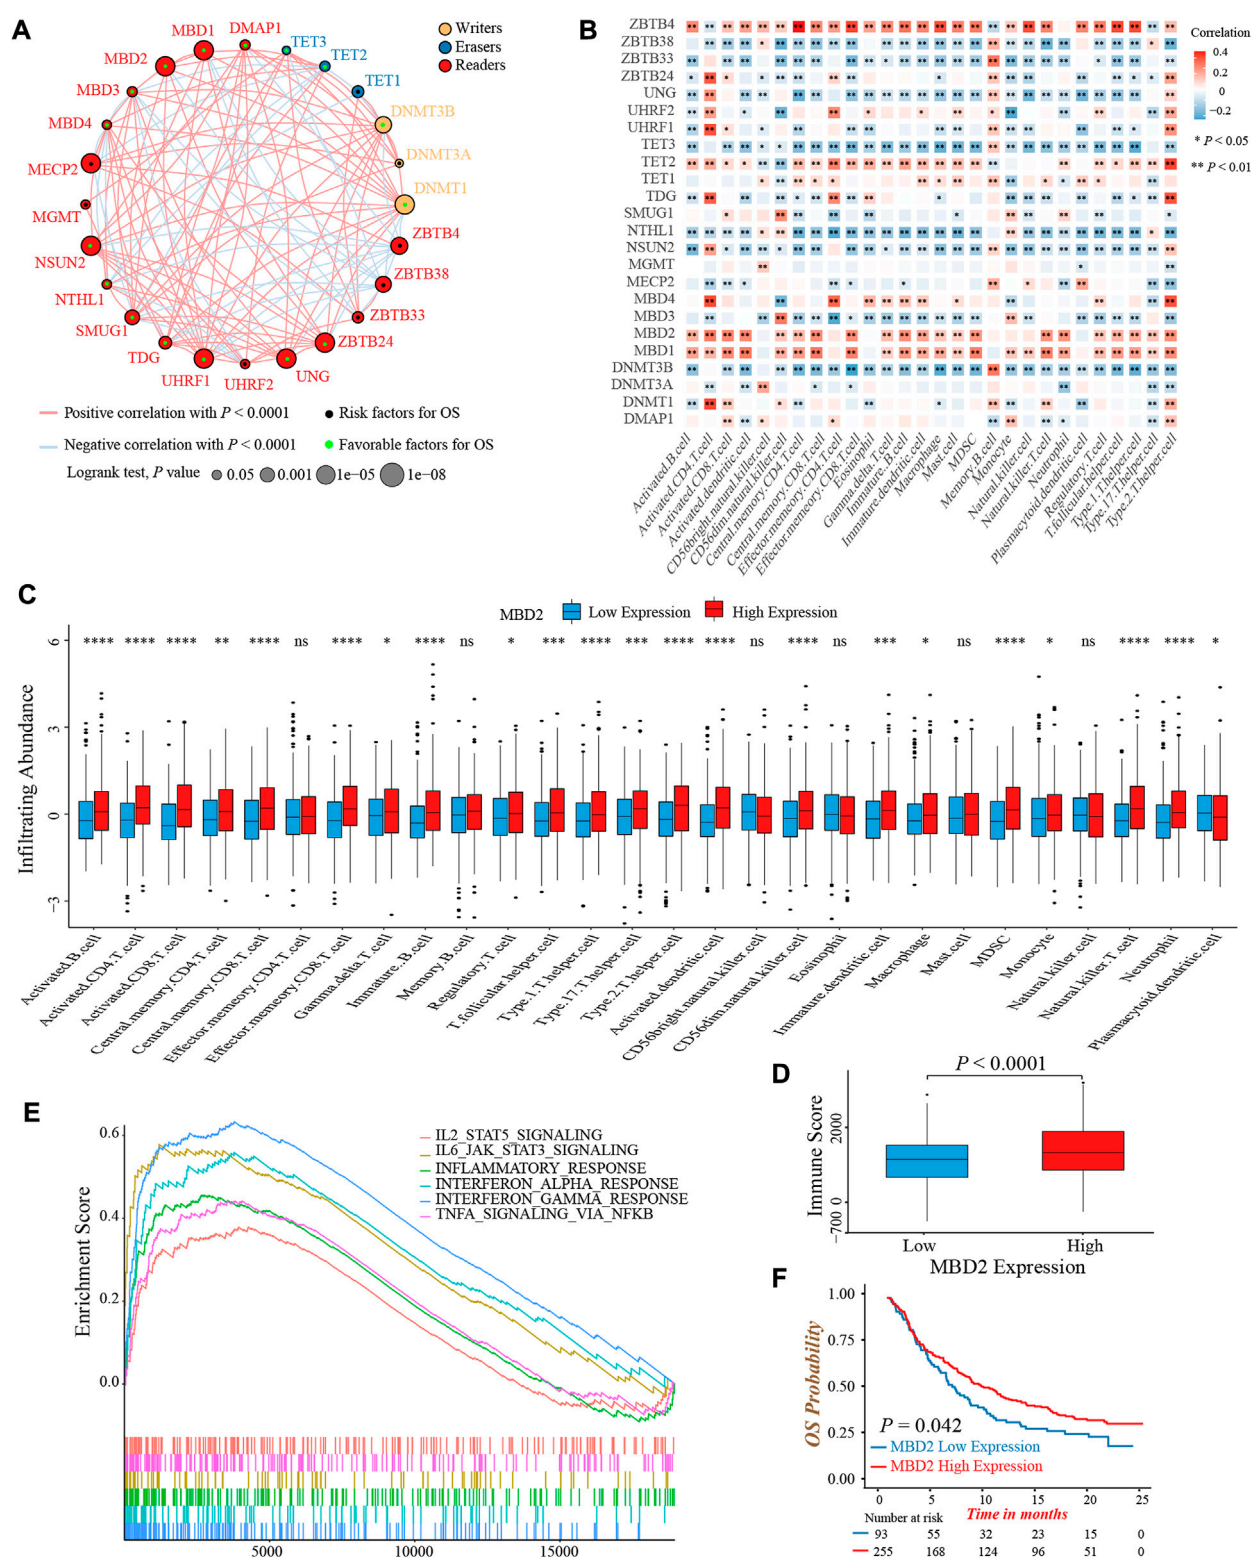 A
DMAP1
MBD1
TET3
MBD2
TET2
MBD3
TET1
MBD4
DNMT3B
MECP2
DNMT3A
MGMT
DNMT1
NSUN2
ZBTB4
NTHL1
ZBTB38
SMUG1
ZBTB33
TDG
ZBTB24
UHRF1
UHRF2
UNG
Writers
Erasers
Readers
Positive correlation with P < 0.0001
Risk factors for OS
Negative correlation with P < 0.0001
Favorable factors for OS
Logrank test, P value
0.05 0.001 1e−05 1e−08
B
ZBTB4
ZBTB38
ZBTB33
ZBTB24
UNG
UHRF2
UHRF1
TET3
TET2
TET1
TDG
SMUG1
NTHL1
NSUN2
MGMT
MECP2
MBD4
MBD3
MBD2
MBD1
DNMT3B
DNMT3A
DNMT1
DMAP1
Correlation
0.4
0.2
0
−0.2
* P < 0.05
** P < 0.01
Activated.B.cell
Activated.CD4.T.cell
Activated.CD8.T.cell
Activated.dendritic.cell
CD56bright.natural.killer.cell
CD56dim.natural.killer.cell
Central.memory.CD4.T.cell
Central.memory.CD8.T.cell
Effector.memeory.CD4.T.cell
Effector.memeory.CD8.T.cell
Eosinophil
Gamma.delta.T.cell
Immature..B.cell
Immature.dendritic.cell
Macrophage
Mast.cell
MDSC
Memory.B.cell
Monocyte
Natural.killer.cell
Natural.killer.T.cell
Neutrophil
Plasmacytoid.dendritic.cell
Regulatory.T.cell
T.follicular.helper.cell
Type.1.T.helper.cell
Type.17.T.helper.cell
Type.2.T.helper.cell
C
MBD2 Low Expression High Expression
**** **** **** ** **** ns **** * **** ns * *** **** *** **** **** ns **** ns *** * ns **** * ns **** **** *
Infiltrating Abundance
6
3
0
−3
Activated.B.cell
Activated.CD4.T.cell
Activated.CD8.T.cell
Central.memory.CD4.T.cell
Central.memory.CD8.T.cell
Effector.memeory.CD4.T.cell
Effector.memeory.CD8.T.cell
Gamma.delta.T.cell
Immature..B.cell
Memory.B.cell
Regulatory.T.cell
T.follicular.helper.cell
Type.1.T.helper.cell
Type.17.T.helper.cell
Type.2.T.helper.cell
Activated.dendritic.cell
CD56bright.natural.killer.cell
CD56dim.natural.killer.cell
Eosinophil
Immature.dendritic.cell
Macrophage
Mast.cell
MDSC
Monocyte
Natural.killer.cell
Natural.killer.T.cell
Neutrophil
Plasmacytoid.dendritic.cell
D
P < 0.0001
Immune Score
2000
0
−700
Low High
MBD2 Expression
E
Enrichment Score
0.6
0.4
0.2
0.0
IL2_STAT5_SIGNALING
IL6_JAK_STAT3_SIGNALING
INFLAMMATORY_RESPONSE
INTERFERON_ALPHA_RESPONSE
INTERFERON_GAMMA_RESPONSE
TNFA_SIGNALING_VIA_NFKB
5000 10000 15000
F
OS Probability
1.00
0.75
0.50
0.25
0.00
P = 0.042
MBD2 Low Expression
MBD2 High Expression
0 5 10 15 20 25
Number at risk
Time in months
93 55 32 23 15 0
255 168 124 96 51 0